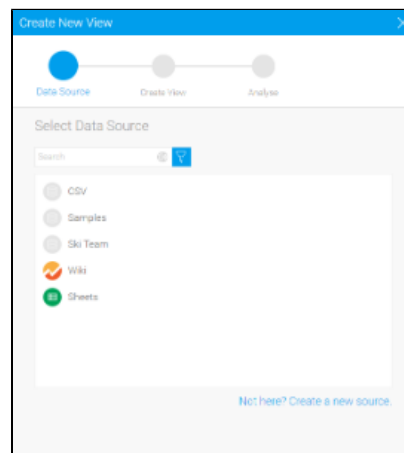 Create New View
Data Source Create View Analyse
Select Data Source
Search
CSV
Samples
Ski Team
Wiki
Sheets
Not here? Create a new source.